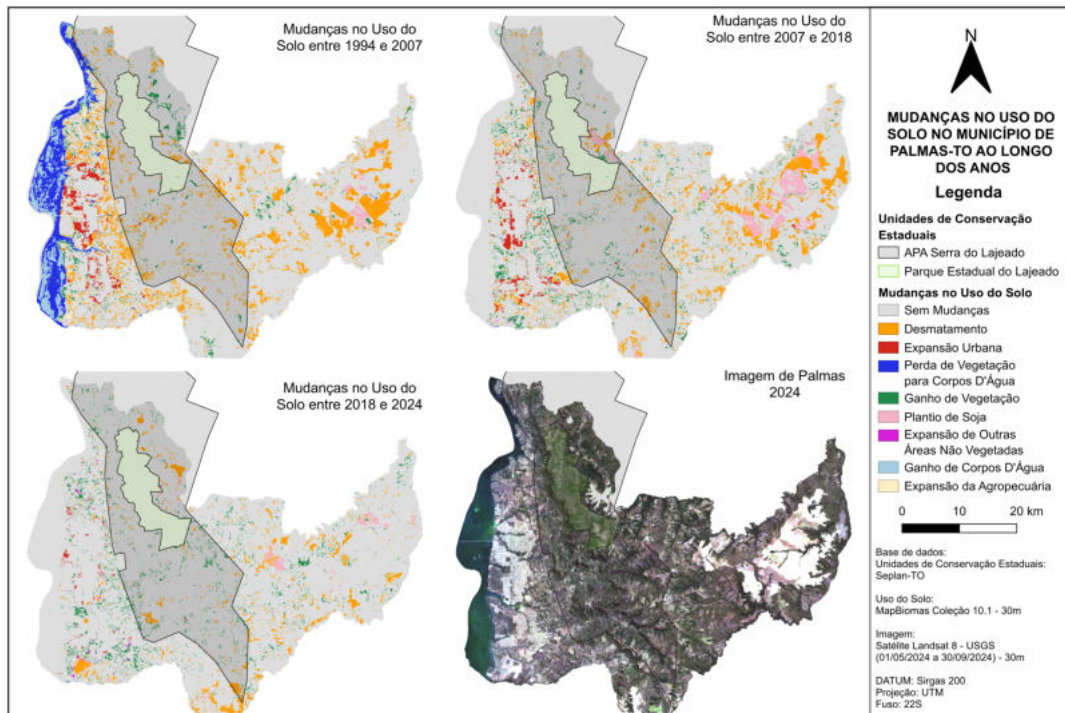 Mudanças no Uso do
Solo entre 1994 e 2007
Mudanças no Uso do
Solo entre 2007 e 2018
Mudanças no Uso do
Solo entre 2018 e 2024
Imagem de Palmas
2024
N
MUDANÇAS NO USO DO
SOLO NO MUNICÍPIO DE
PALMAS-TO AO LONGO
DOS ANOS
Legenda
Unidades de Conservação
Estaduais
APA Serra do Lajeado
Parque Estadual do Lajeado
Mudanças no Uso do Solo
Sem Mudanças
Desmatamento
Expansão Urbana
Perda de Vegetação
para Corpos D'Água
Ganho de Vegetação
Plantio de Soja
Expansão de Outras
Áreas Não Vegetadas
Ganho de Corpos D'Água
Expansão da Agropecuária
0 10 20 km
Base de dados:
Unidades de Conservação Estaduais:
Seplan-TO
Uso do Solo:
MapBiomas Coleção 10.1 - 30m
Imagem:
Satélite Landsat 8 - USGS
(01/05/2024 a 30/09/2024) - 30m
DATUM: Sirgas 200
Projeção: UTM
Fuso: 22S